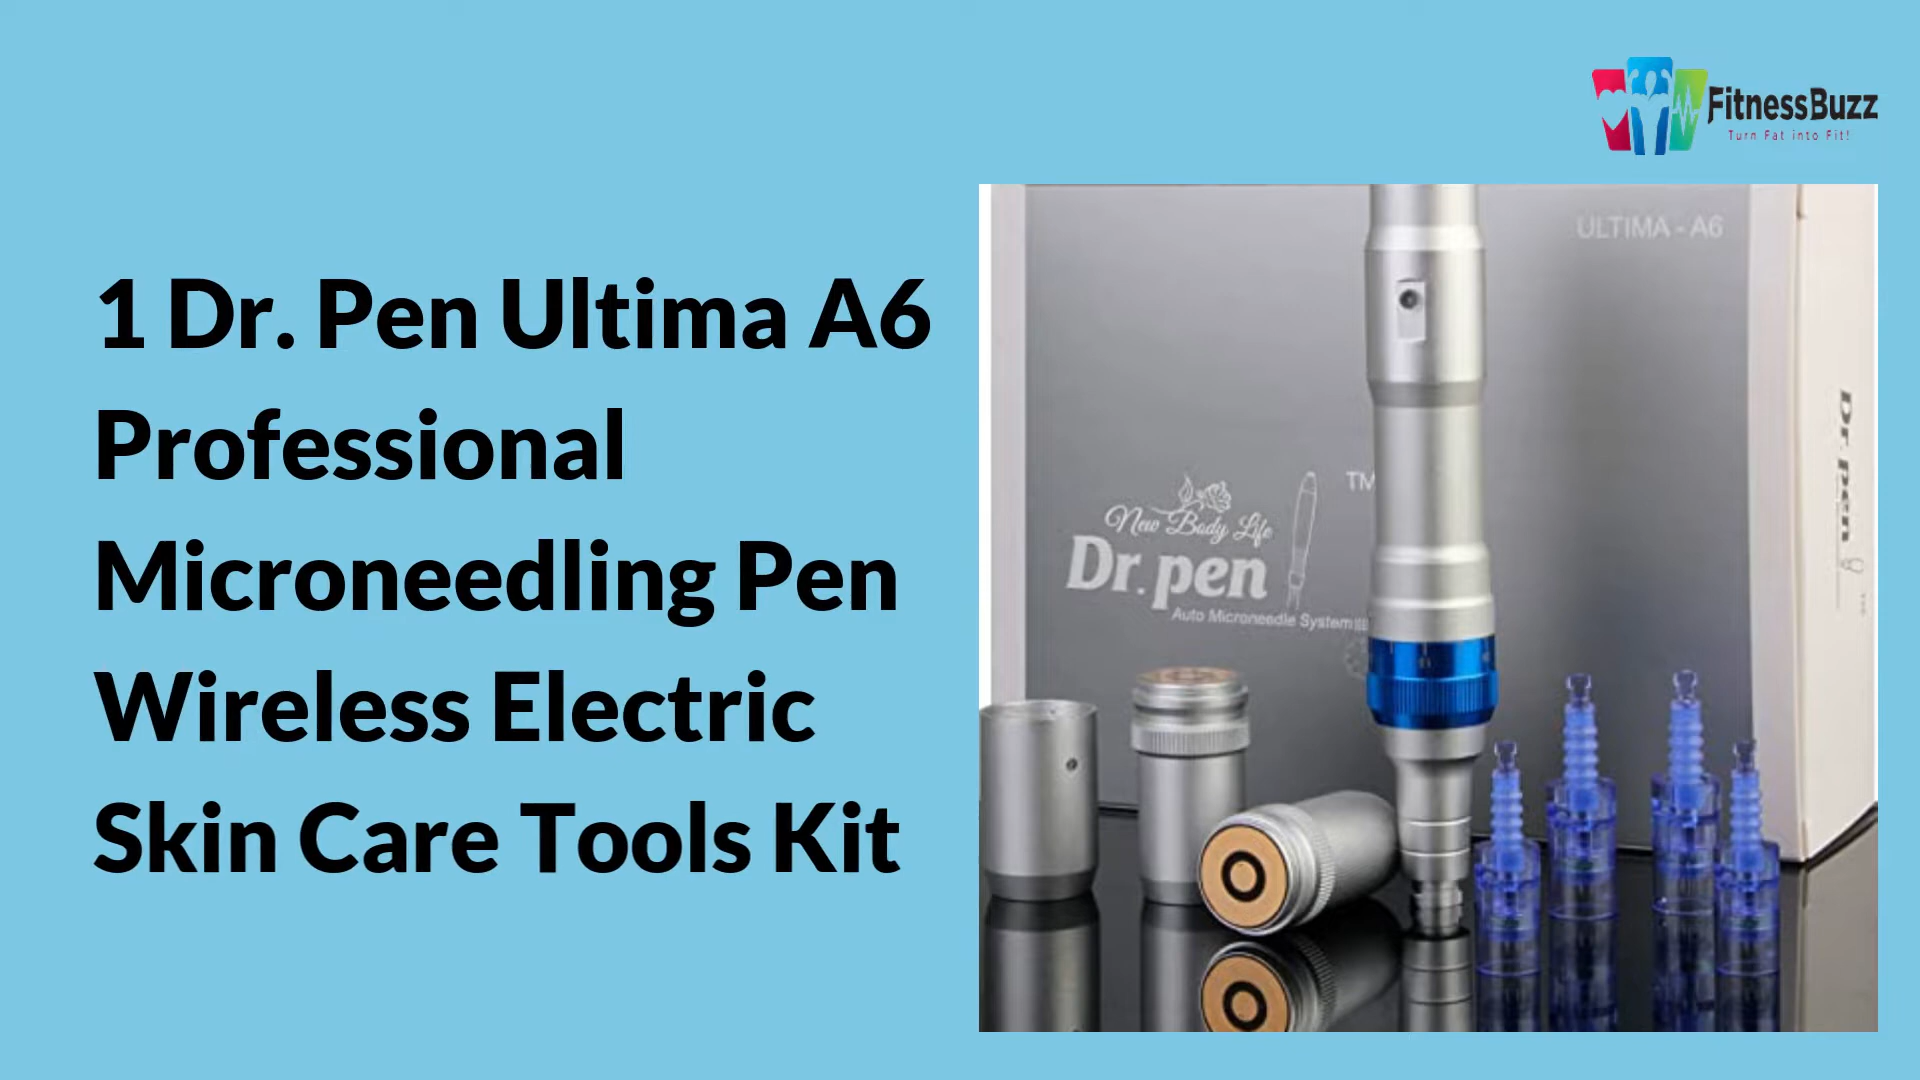 FitnessBuzz
Turn Fat into Fit!
1 Dr. Pen Ultima A6
Professional
Microneedling Pen
Wireless Electric
Skin Care Tools Kit
ULTIMA - A6
TM
New Body Life
Dr. pen
Auto Microneedle System
Dr. pen